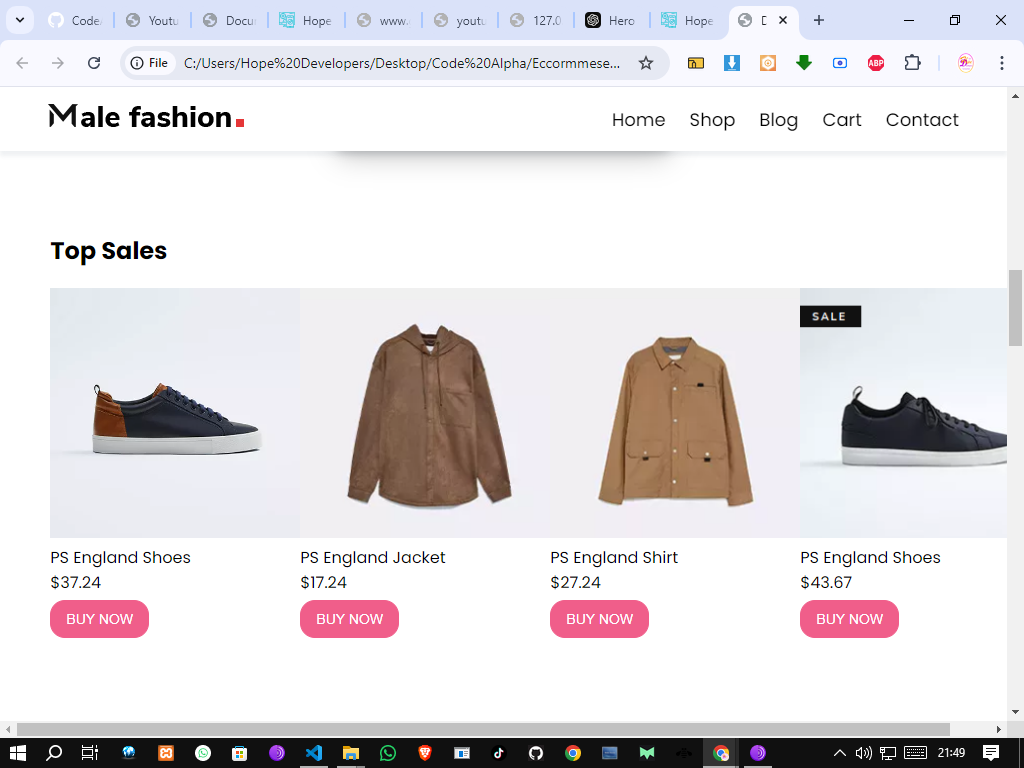 Code
Youtu
Docu
Hope
www.
youtu
127.0
Hero
Hope
File
C:/Users/Hope%20Developers/Desktop/Code%20Alpha/Eccormmese...
ABP
Male fashion.
Home Shop Blog Cart Contact
Top Sales
SALE
PS England Shoes
$37.24
BUY NOW
PS England Jacket
$17.24
BUY NOW
PS England Shirt
$27.24
BUY NOW
PS England Shoes
$43.67
BUY NOW
21:49